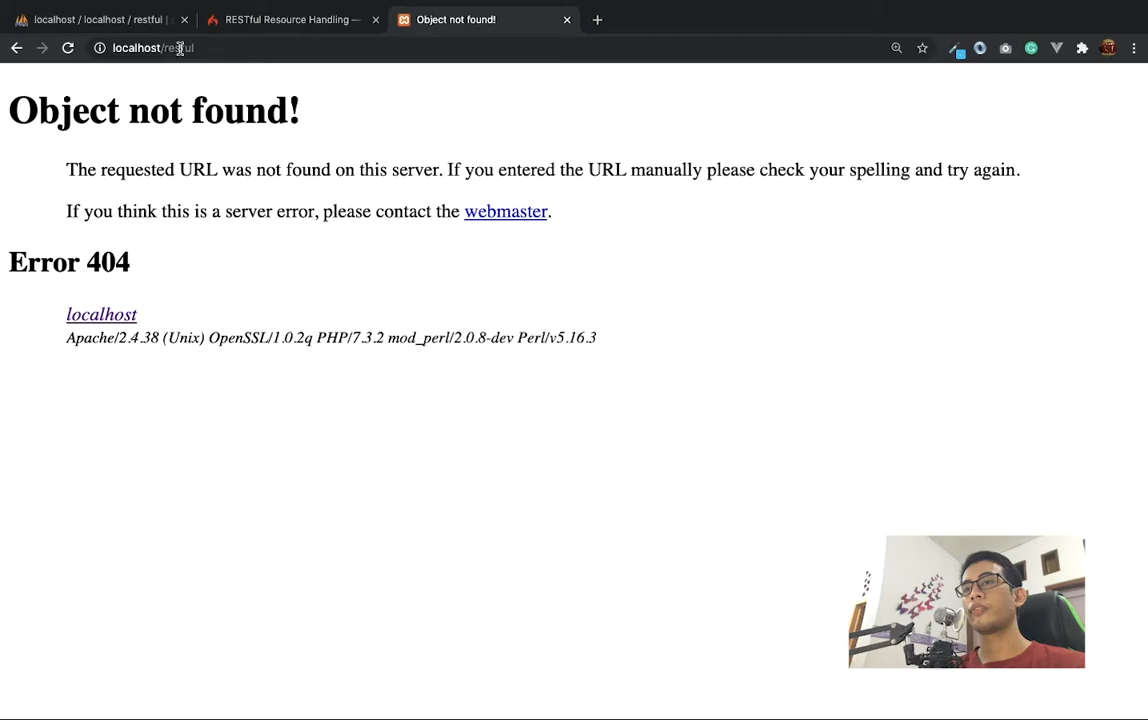 localhost / localhost / restful |
RESTful Resource Handling —
Object not found!
localhost/restful
Object not found!
The requested URL was not found on this server. If you entered the URL manually please check your spelling and try again.
If you think this is a server error, please contact the webmaster.
Error 404
localhost
Apache/2.4.38 (Unix) OpenSSL/1.0.2q PHP/7.3.2 mod_perl/2.0.8-dev Perl/v5.16.3